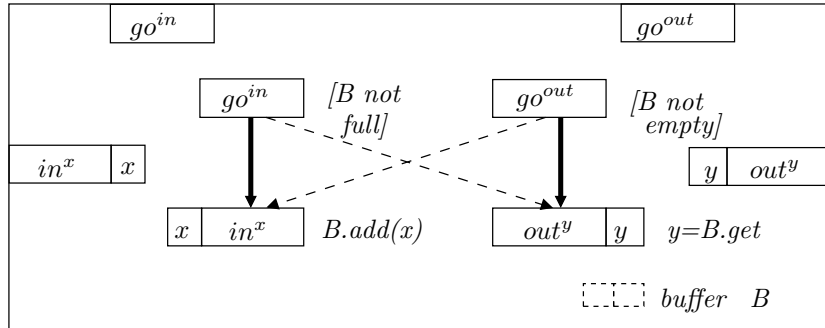 go^in go^out
go^in [B not full] go^out [B not empty]
in^x x y out^y
x in^x B.add(x) out^y y y=B.get
buffer B